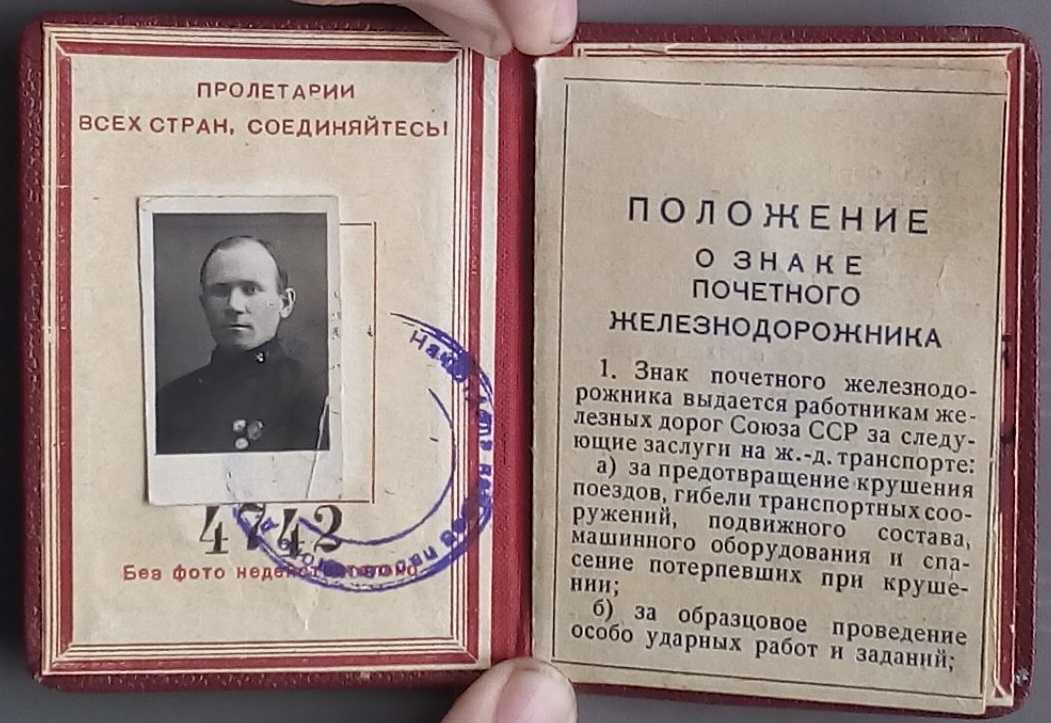 ПРОЛЕТАРИИ
ВСЕХ СТРАН, СОЕДИНЯЙТЕСЬ!
4742
Без фото недействительно
ПОЛОЖЕНИЕ
О ЗНАКЕ
ПОЧЕТНОГО
ЖЕЛЕЗНОДОРОЖНИКА
1. Знак почетного железнодо-
рожника выдается работникам же-
лезных дорог Союза ССР за следу-
ющие заслуги на ж.-д. транспорте:
а) за предотвращение крушения
поездов, гибели транспортных соо-
ружений, подвижного состава,
машинного оборудования и спа-
сение потерпевших при круше-
нии;
б) за образцовое проведение
особо ударных работ и заданий;